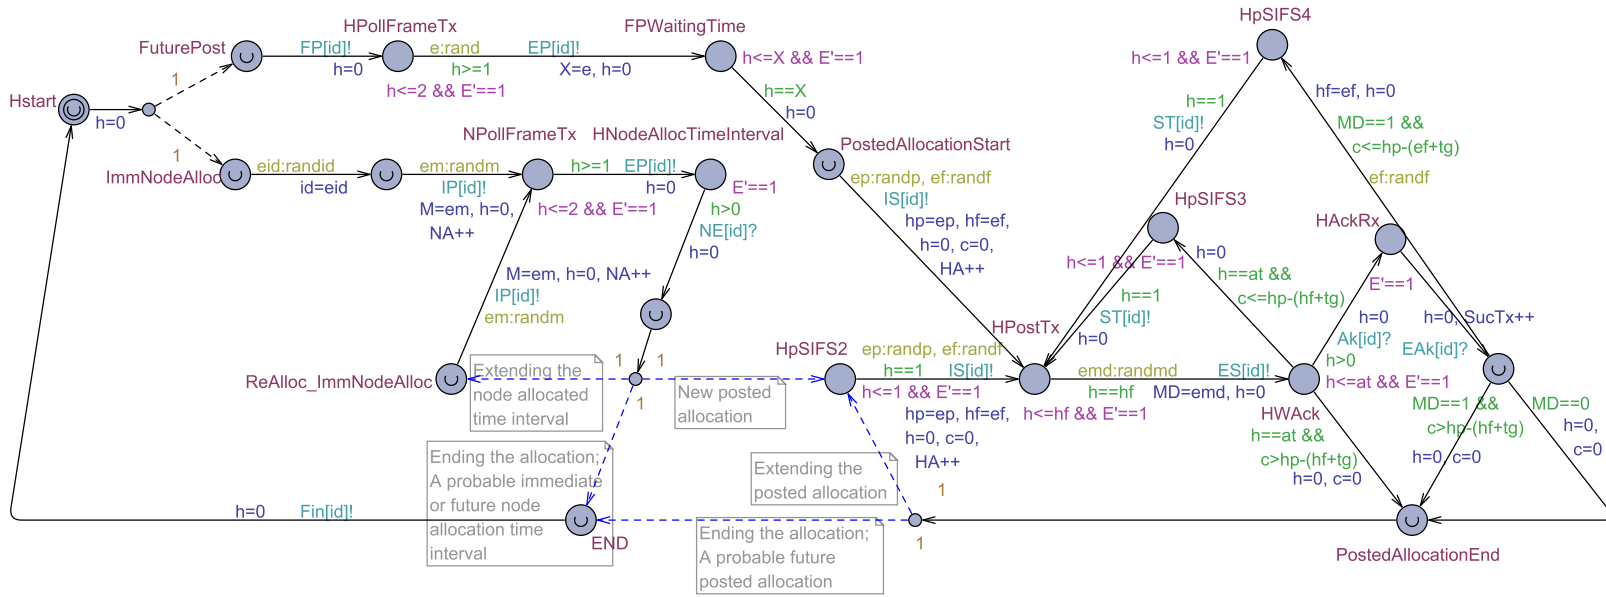 HpSIFS4
HPollFrameTx
FPWaitingTime
FuturePost
FP[id]!
e:rand
EP[id]!
h=0
h>=1
X=e, h=0
h<=2 && E'==1
h<=X && E'==1
h<=1 && E'==1
1
Hstart
h=0
h==X
h=0
h==1
ST[id]!
h=0
hf=ef, h=0
MD==1 &&
c<=hp-(ef+tg)
ef:randf
NPollFrameTx
HNodeAllocTimeInterval
PostedAllocationStart
1
ImmNodeAlloc
eid:randid
id=eid
em:randm
IP[id]!
M=em, h=0,
NA++
h>=1
EP[id]!
h=0
h<=2 && E'==1
E'==1
h>0
NE[id]?
h=0
ep:randp, ef:randf
IS[id]!
hp=ep, hf=ef,
h=0, c=0,
HA++
HpSIFS3
HAckRx
h<=1 && E'==1
h=0
h==at &&
c<=hp-(hf+tg)
E'==1
h==1
ST[id]!
h=0
h=0
Ak[id]?
h>0
h<=at && E'==1
h=0, SucTx++
EAk[id]?
M=em, h=0, NA++
IP[id]!
em:randm
HPostTx
HpSIFS2
ep:randp, ef:randf
h==1
IS[id]!
h<=1 && E'==1
hp=ep, hf=ef,
h=0, c=0,
HA++
emd:randmd
ES[id]!
h==hf
MD=emd, h=0
h<=hf && E'==1
HWAck
h==at &&
c>hp-(hf+tg)
h=0, c=0
MD==1 &&
c>hp-(hf+tg)
h=0, c=0
MD==0
h=0,
c=0
ReAlloc_ImmNodeAlloc
1
1
1
Extending the
node allocated
time interval
New posted
allocation
Ending the allocation;
A probable immediate
or future node
allocation time
interval
Extending the
posted allocation
1
h=0
Fin[id]!
END
Ending the allocation;
A probable future
posted allocation
1
PostedAllocationEnd